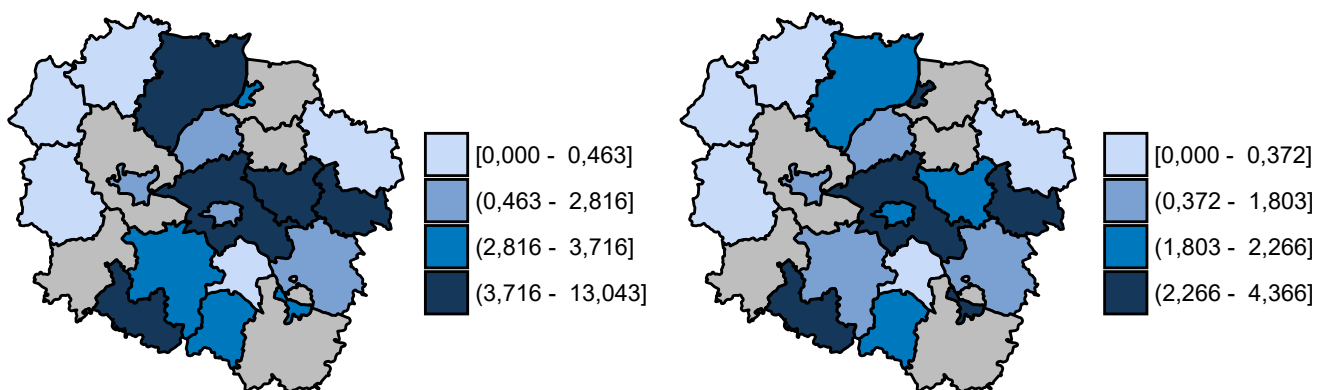 [0,000 - 0,463]
(0,463 - 2,816]
(2,816 - 3,716]
(3,716 - 13,043]
[0,000 - 0,372]
(0,372 - 1,803]
(1,803 - 2,266]
(2,266 - 4,366]